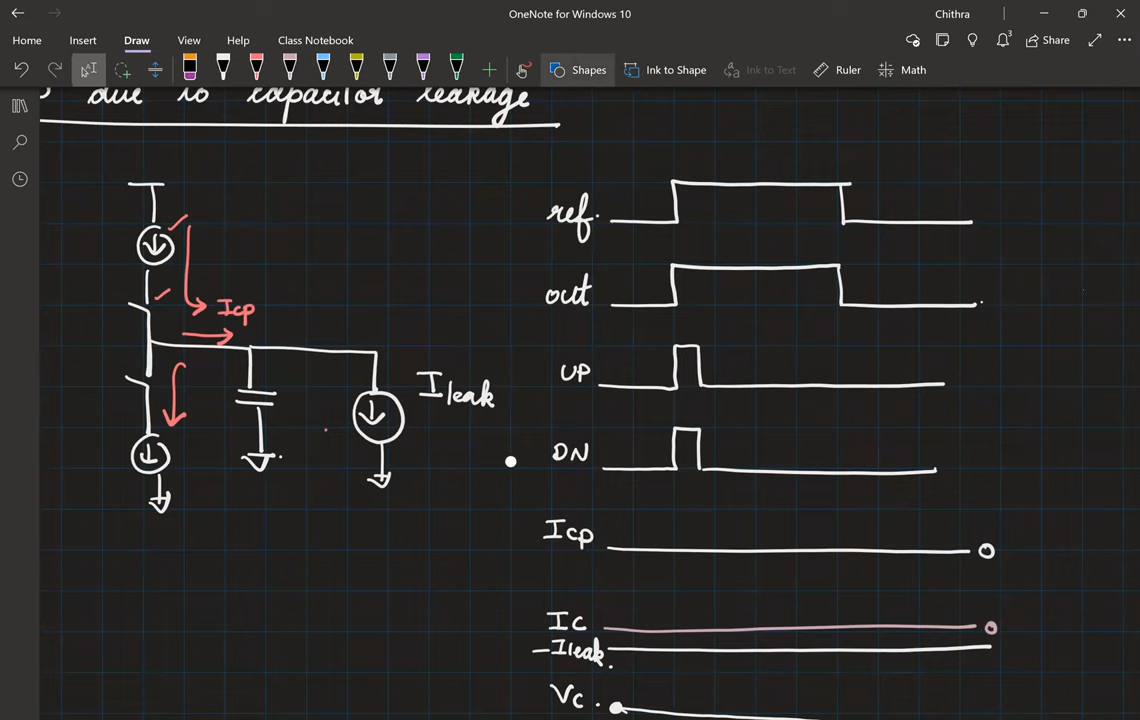 OneNote for Windows 10
Chithra
Home Insert Draw View Help Class Notebook
Share
Shapes Ink to Shape Ink to Text Ruler Math
due to capacitor leakage
ref.
out
Icp
UP
Ileak
DN
Icp
Ic
-Ileak.
Vc.